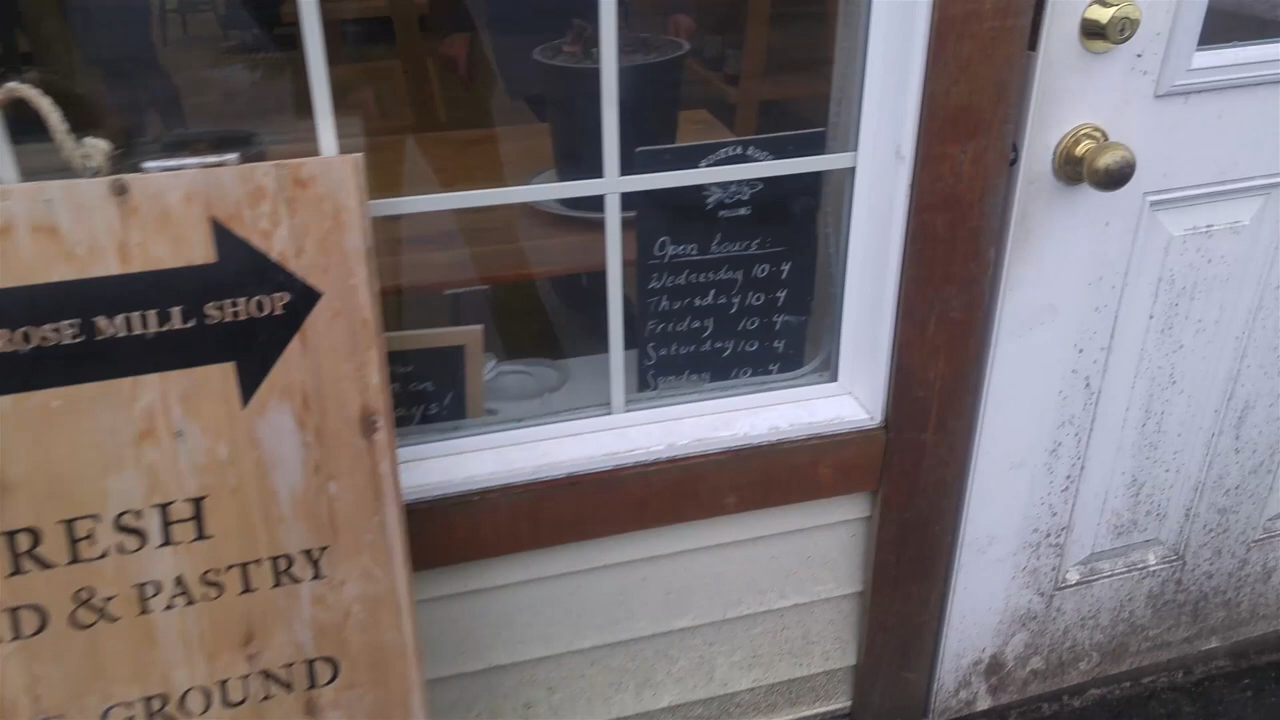 ROSE MILL SHOP
RESH
D & PASTRY
GROUND
Open hours:
Wednesday 10-4
Thursday 10-4
Friday 10-4
Saturday 10-4
Sunday 10-4
ays!